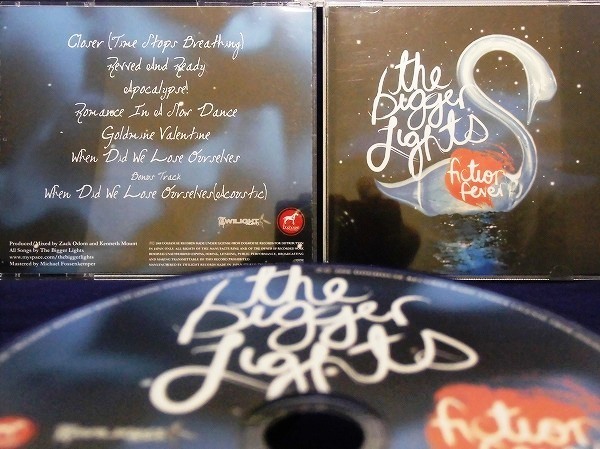 Closer (Time Stops Breathing)
Revved And Ready
Apocalypse!
Romance In A Slow Dance
Goldmine Valentine
When Did We Lose Ourselves
Bonus Track
When Did We Lose Ourselves(Acoustic)
TWILIGHT
Produced/Mixed by Zack Odom and Kenneth Mount
All Songs by The Bigger Lights
www.myspace.com/thebiggerlights
Mastered by Michael Fossenkemper
the
bigger
lights
fiction
fever
the
bigger
lights
fiction